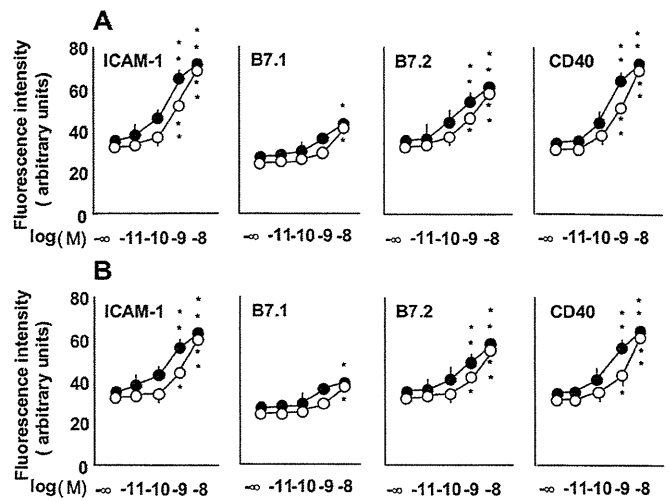 A
ICAM-1
B7.1
B7.2
CD40
Fluorescence intensity
( arbitrary units)
80
60
40
20
0
log(M) -∞ -11-10 -9 -8
-∞ -11-10 -9 -8
-∞ -11-10 -9 -8
-∞ -11-10 -9 -8
B
ICAM-1
B7.1
B7.2
CD40
Fluorescence intensity
( arbitrary units)
80
60
40
20
0
log(M) -∞ -11-10 -9 -8
-∞ -11-10 -9 -8
-∞ -11-10 -9 -8
-∞ -11-10 -9 -8